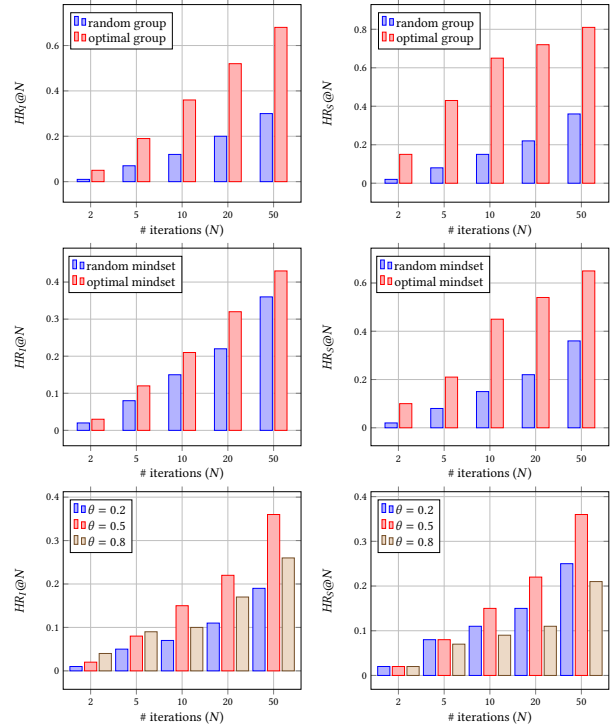 random group
optimal group
0.6
0.4
0.2
0
HR_I@N
2 5 10 20 50
# iterations (N)
random group
optimal group
0.8
0.6
0.4
0.2
0
HR_S@N
2 5 10 20 50
# iterations (N)
random mindset
optimal mindset
0.4
0.3
0.2
0.1
0
HR_I@N
2 5 10 20 50
# iterations (N)
random mindset
optimal mindset
0.6
0.4
0.2
0
HR_S@N
2 5 10 20 50
# iterations (N)
θ = 0.2
θ = 0.5
θ = 0.8
0.4
0.3
0.2
0.1
0
HR_I@N
2 5 10 20 50
# iterations (N)
θ = 0.2
θ = 0.5
θ = 0.8
0.4
0.3
0.2
0.1
0
HR_S@N
2 5 10 20 50
# iterations (N)